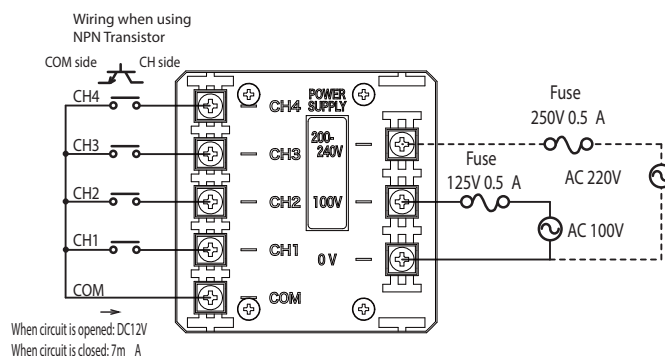 Wiring when using
NPN Transistor
COM side
CH side
CH4
CH3
CH2
CH1
COM
When circuit is opened: DC12V
When circuit is closed: 7m A
POWER
SUPPLY
CH4
200-
240V
CH3
CH2
100V
CH1
0 V
COM
Fuse
250V 0.5 A
Fuse
125V 0.5 A
AC 220V
AC 100V